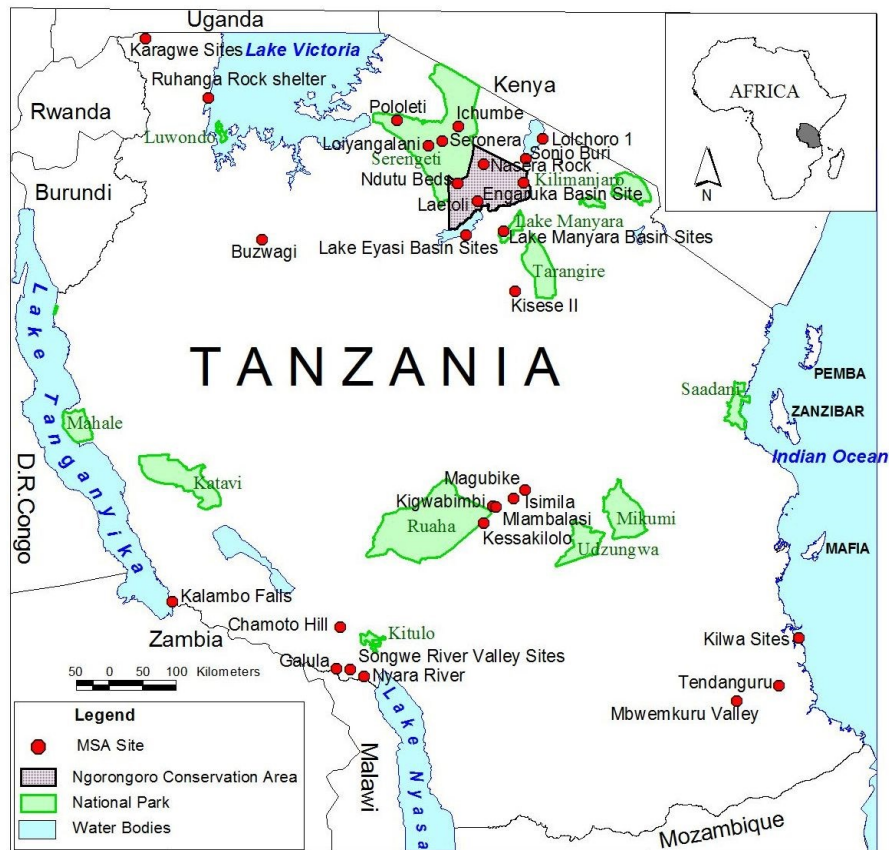 Uganda
Karagwe Sites
Lake Victoria
Kenya
AFRICA
N
Ruhanga Rock shelter
Rwanda
Pololeti
Ichumbe
Luwondo
Loiyangalani
Seronera
Lolchoro 1
Serengeti
Sonjo Buri
Nasera Rock
Burundi
Ndutu Beds
Kilimanjaro
Engaruka Basin Site
Laetoli
Lake Manyara
Buzwagi
Lake Eyasi Basin Sites
Lake Manyara Basin Sites
Tarangire
Kisese II
Lake Tanganyika
TANZANIA
PEMBA
Saadani
ZANZIBAR
Mahale
Indian Ocean
D.R.Congo
Katavi
Magubike
Kigwabimbi
Isimila
Mlambalasi
Ruaha
Kessakilolo
Mikumi
Udzungwa
MAFIA
Kalambo Falls
Zambia
Chamoto Hill
Kitulo
Kilwa Sites
Galula
Songwe River Valley Sites
Nyara River
50 0 50 100 Kilometers
Tendanguru
Mbwemkuru Valley
Lake Nyasa
Malawi
Mozambique
Legend
MSA Site
Ngorongoro Conservation Area
National Park
Water Bodies